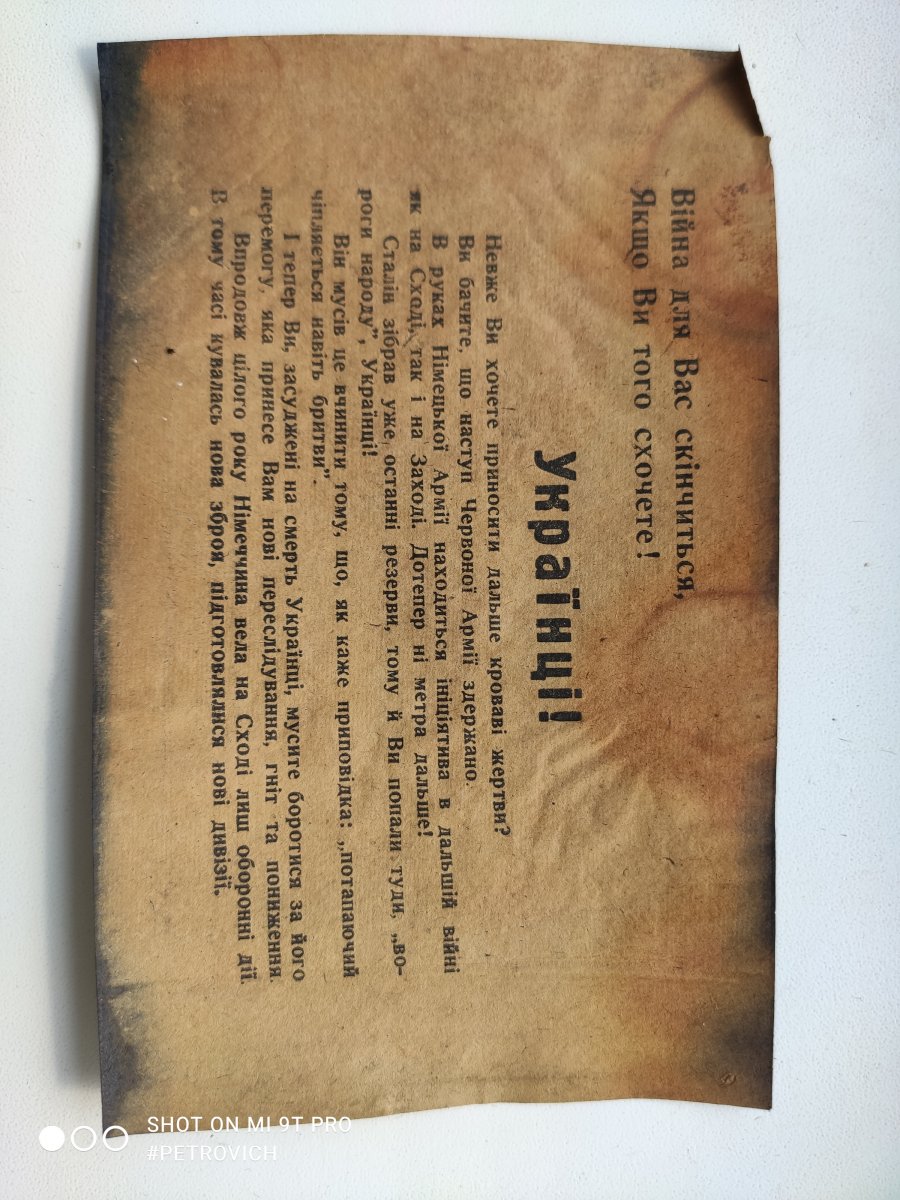 Війна для Вас скінчиться,
Якщо Ви того схочете!
Українці!
Невже Ви хочете приносити дальше кроваві жертви?
Ви бачите, що наступ Червоної Армії здержано.
В руках Німецької Армії находиться ініціятива в дальшій війні
як на Сході, так і на Заході. Дотепер ні метра дальше!
Сталін зібрав уже останні резерви, тому й Ви попали туди, „во-
роги народу”, Українці!
Він мусів це вчинити тому, що, як каже приповідка: „потапаючий
чіпляється навіть бритви”.
І тепер Ви, засуджені на смерть Українці, мусите боротися за його
перемогу, яка принесе Вам нові переслідування, гніт та пониження.
Впродовж цілого року Німеччина вела на Сході лиш оборонні дії.
В тому часі кувалась нова зброя, підготовлялися нові дивізії.
SHOT ON MI 9T PRO
#PETROVICH